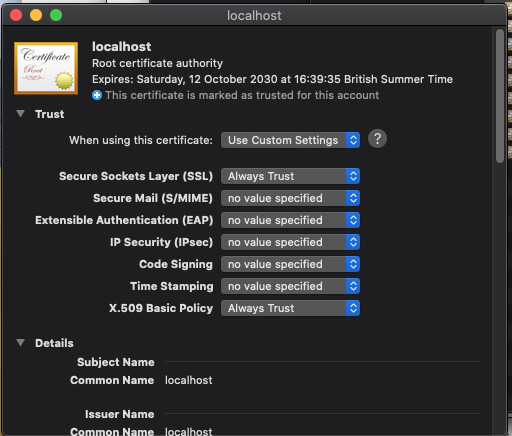 localhost
Certificate
Root
localhost
Root certificate authority
Expires: Saturday, 12 October 2030 at 16:39:35 British Summer Time
This certificate is marked as trusted for this account
Trust
When using this certificate: Use Custom Settings ?
Secure Sockets Layer (SSL) Always Trust
Secure Mail (S/MIME) no value specified
Extensible Authentication (EAP) no value specified
IP Security (IPsec) no value specified
Code Signing no value specified
Time Stamping no value specified
X.509 Basic Policy Always Trust
Details
Subject Name
Common Name localhost
Issuer Name
Common Name localhost